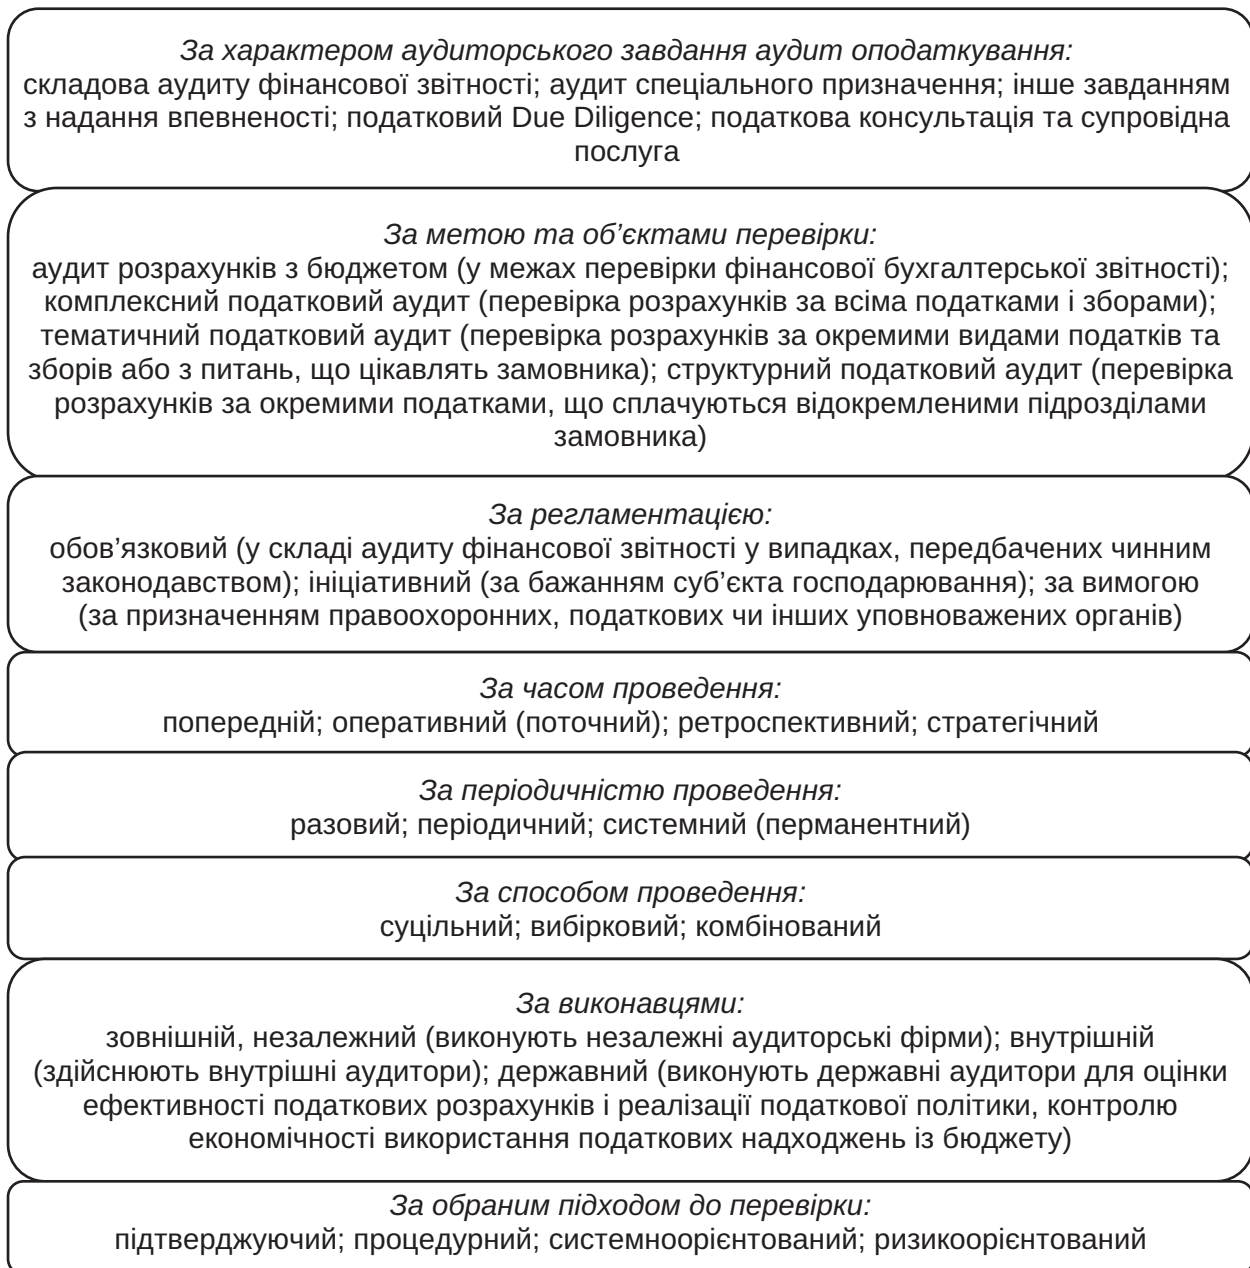 За характером аудиторського завдання аудит оподаткування:
складова аудиту фінансової звітності; аудит спеціального призначення; інше завданням
з надання впевненості; податковий Due Diligence; податкова консультація та супровідна
послуга
За метою та об’єктами перевірки:
аудит розрахунків з бюджетом (у межах перевірки фінансової бухгалтерської звітності);
комплексний податковий аудит (перевірка розрахунків за всіма податками і зборами);
тематичний податковий аудит (перевірка розрахунків за окремими видами податків та
зборів або з питань, що цікавлять замовника); структурний податковий аудит (перевірка
розрахунків за окремими податками, що сплачуються відокремленими підрозділами
замовника)
За регламентацією:
обов’язковий (у складі аудиту фінансової звітності у випадках, передбачених чинним
законодавством); ініціативний (за бажанням суб’єкта господарювання); за вимогою
(за призначенням правоохоронних, податкових чи інших уповноважених органів)
За часом проведення:
попередній; оперативний (поточний); ретроспективний; стратегічний
За періодичністю проведення:
разовий; періодичний; системний (перманентний)
За способом проведення:
суцільний; вибірковий; комбінований
За виконавцями:
зовнішній, незалежний (виконують незалежні аудиторські фірми); внутрішній
(здійснюють внутрішні аудитори); державний (виконують державні аудитори для оцінки
ефективності податкових розрахунків і реалізації податкової політики, контролю
економічності використання податкових надходжень із бюджету)
За обраним підходом до перевірки:
підтверджуючий; процедурний; системноорієнтований; ризикоорієнтований